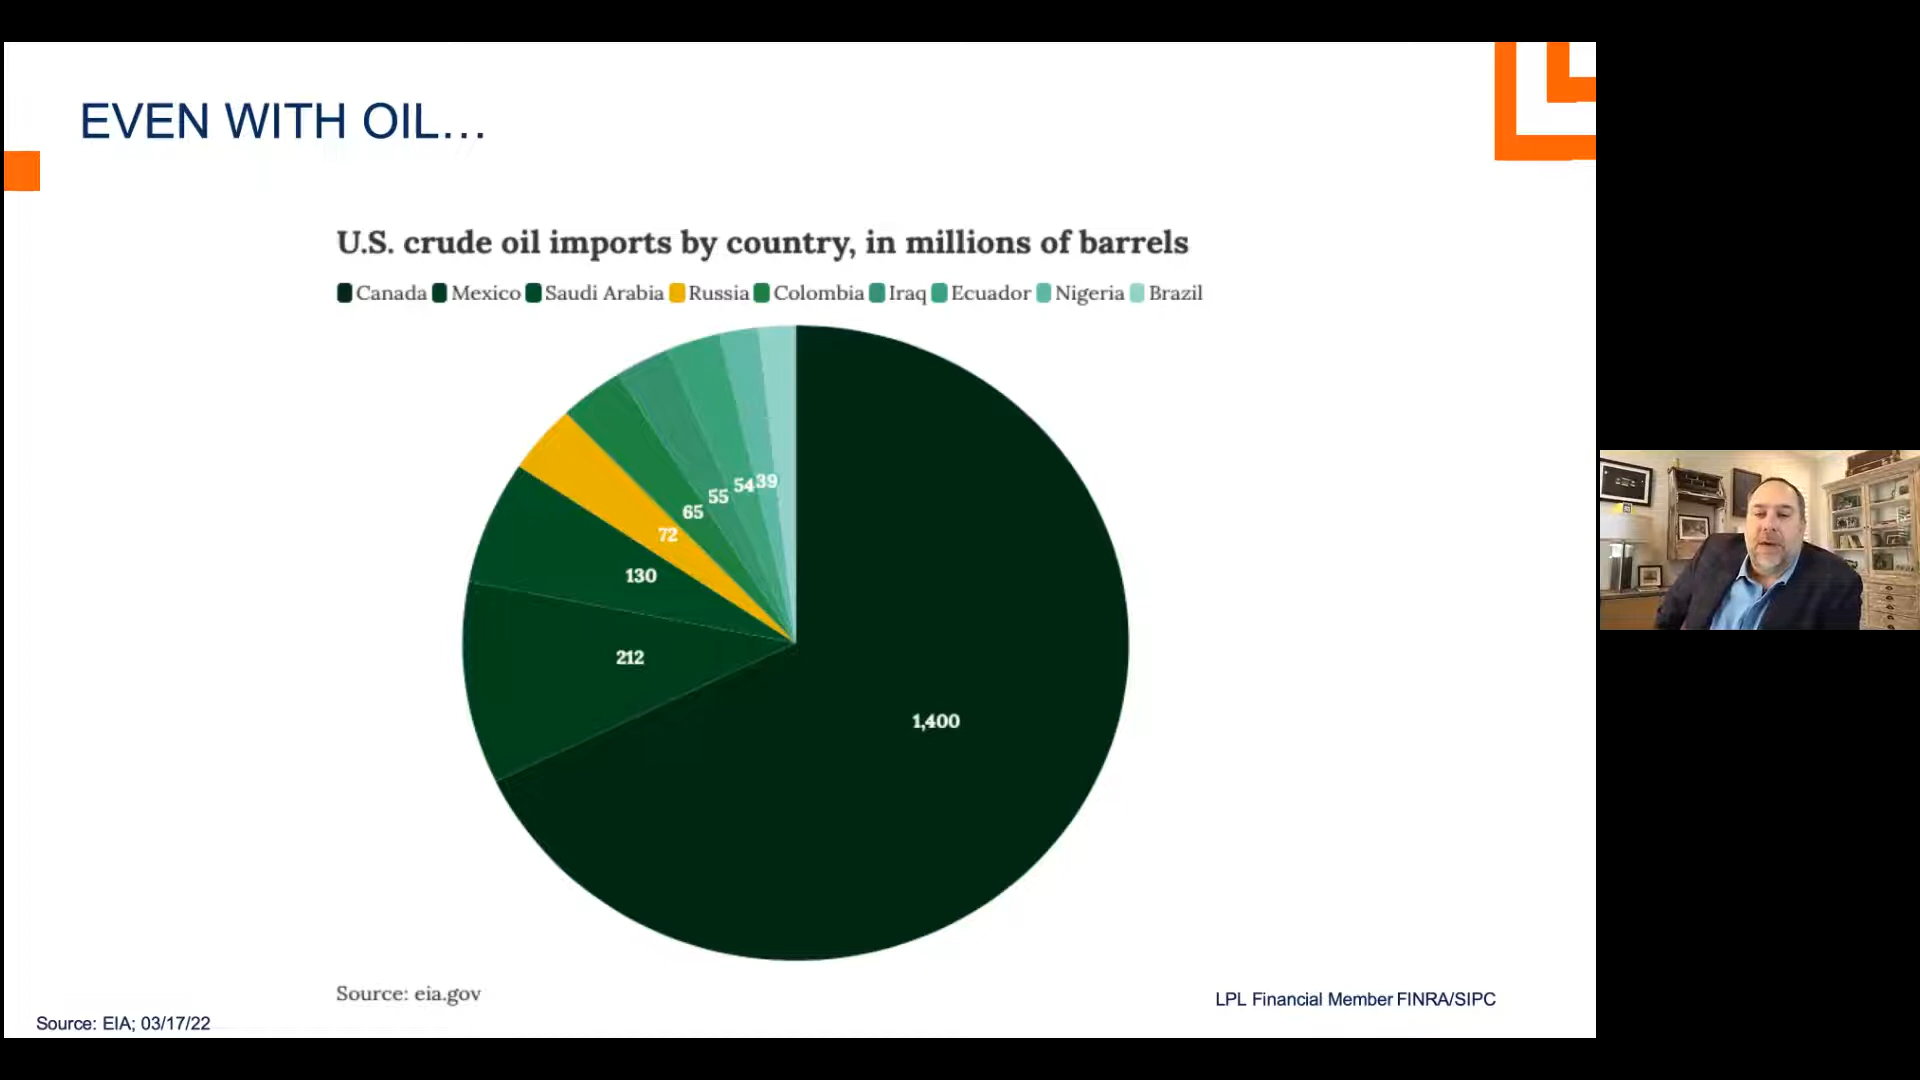 EVEN WITH OIL…
U.S. crude oil imports by country, in millions of barrels
Canada Mexico Saudi Arabia Russia Colombia Iraq Ecuador Nigeria Brazil
39
54
55
65
72
130
212
1,400
Source: eia.gov
LPL Financial Member FINRA/SIPC
Source: EIA; 03/17/22